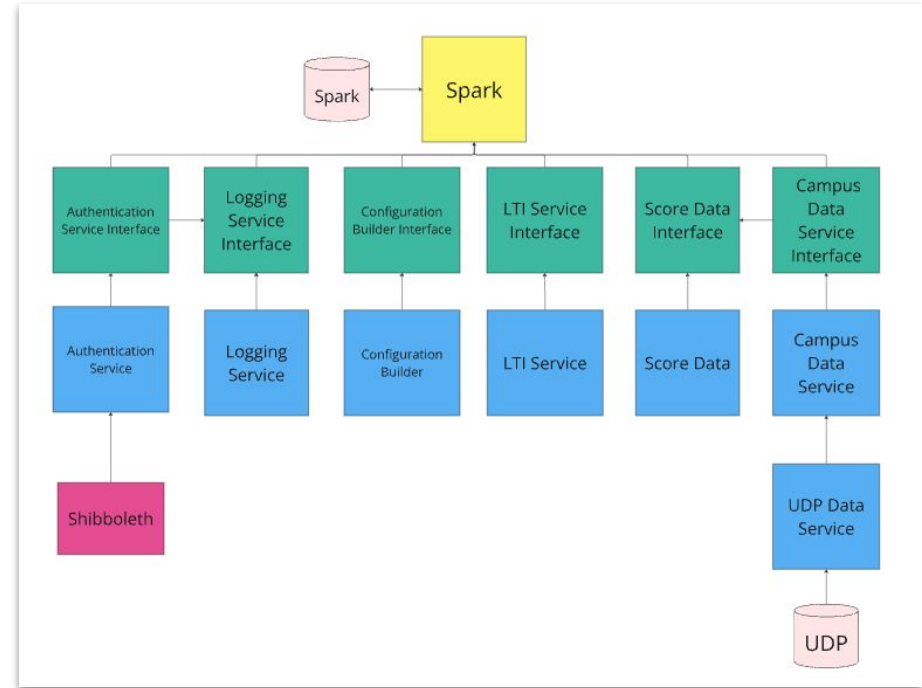 Spark
Spark
Authentication
Service Interface
Logging
Service
Interface
Configuration
Builder Interface
LTI Service
Interface
Score Data
Interface
Campus
Data
Service
Interface
Authentication
Service
Logging
Service
Configuration
Builder
LTI Service
Score Data
Campus
Data
Service
Shibboleth
UDP Data
Service
UDP